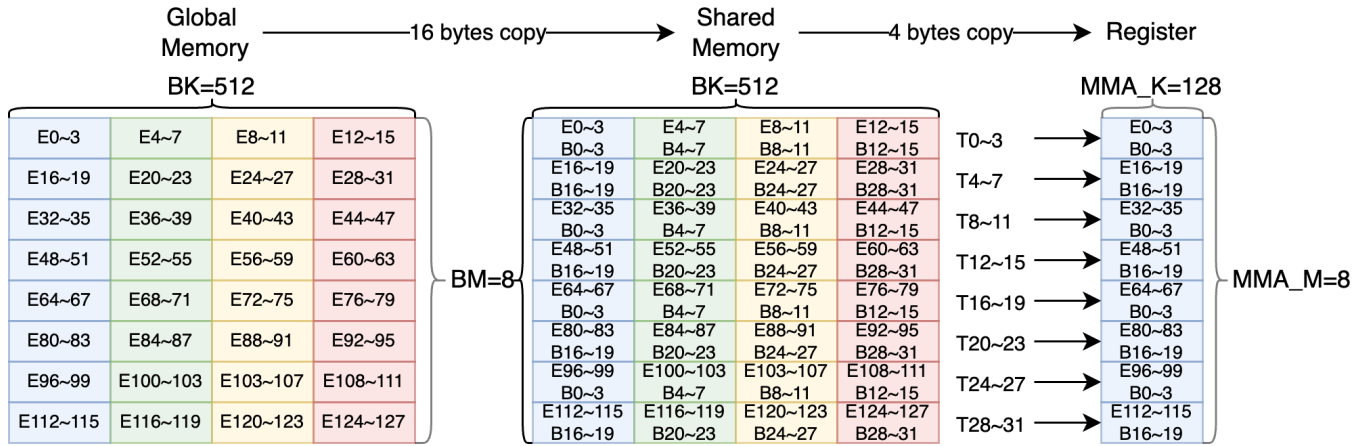 Global
Memory
16 bytes copy
Shared
Memory
4 bytes copy
Register
BK=512
BK=512
MMA_K=128
E0~3
E4~7
E8~11
E12~15
E16~19
E20~23
E24~27
E28~31
E32~35
E36~39
E40~43
E44~47
E48~51
E52~55
E56~59
E60~63
E64~67
E68~71
E72~75
E76~79
E80~83
E84~87
E88~91
E92~95
E96~99
E100~103
E103~107
E108~111
E112~115
E116~119
E120~123
E124~127
BM=8
E0~3
B0~3
E4~7
B4~7
E8~11
B8~11
E12~15
B12~15
E16~19
B16~19
E20~23
B20~23
E24~27
B24~27
E28~31
B28~31
E32~35
B0~3
E36~39
B4~7
E40~43
B8~11
E44~47
B12~15
E48~51
B16~19
E52~55
B20~23
E56~59
B24~27
E60~63
B28~31
E64~67
B0~3
E68~71
B4~7
E72~75
B8~11
E76~79
B12~15
E80~83
B16~19
E84~87
B20~23
E88~91
B24~27
E92~95
B28~31
E96~99
B0~3
E100~103
B4~7
E103~107
B8~11
E108~111
B12~15
E112~115
B16~19
E116~119
B20~23
E120~123
B24~27
E124~127
B28~31
T0~3
T4~7
T8~11
T12~15
T16~19
T20~23
T24~27
T28~31
E0~3
B0~3
E16~19
B16~19
E32~35
B0~3
E48~51
B16~19
E64~67
B0~3
E80~83
B16~19
E96~99
B0~3
E112~115
B16~19
MMA_M=8